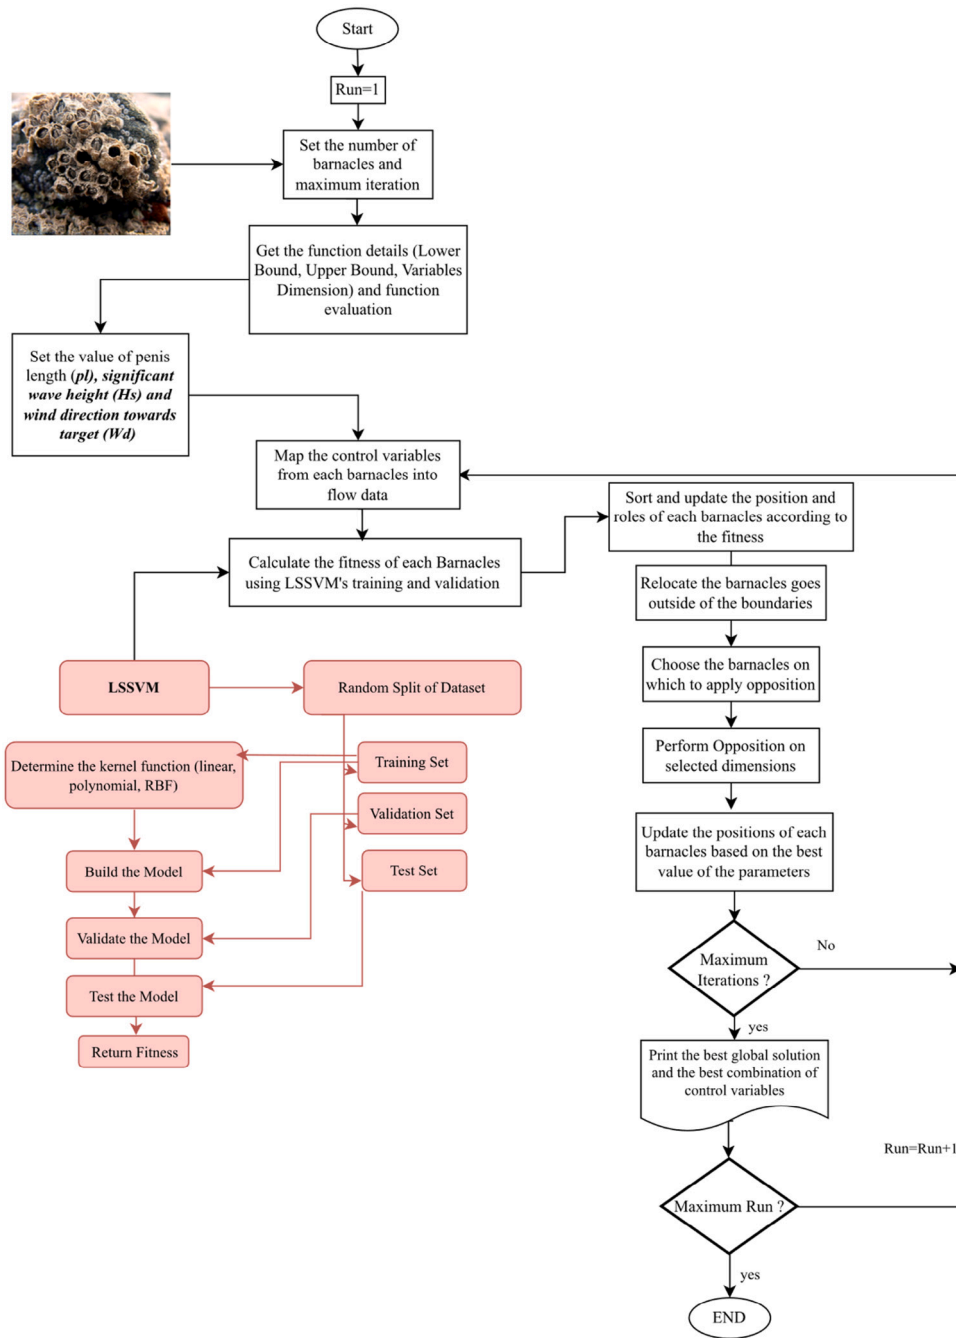 Start
Run=1
Set the number of
barnacles and
maximum iteration
Get the function details (Lower
Bound, Upper Bound, Variables
Dimension) and function
evaluation
Set the value of penis
length (pl), significant
wave height (Hs) and
wind direction towards
target (Wd)
Map the control variables
from each barnacles into
flow data
Calculate the fitness of each Barnacles
using LSSVM's training and validation
Sort and update the position and
roles of each barnacles according to
the fitness
Relocate the barnacles goes
outside of the boundaries
Choose the barnacles on
which to apply opposition
Perform Opposition on
selected dimensions
Update the positions of each
barnacles based on the best
value of the parameters
Maximum
Iterations ?
No
yes
Print the best global solution
and the best combination of
control variables
Run=Run+1
Maximum Run ?
yes
END
LSSVM
Random Split of Dataset
Determine the kernel function (linear,
polynomial, RBF)
Training Set
Validation Set
Test Set
Build the Model
Validate the Model
Test the Model
Return Fitness